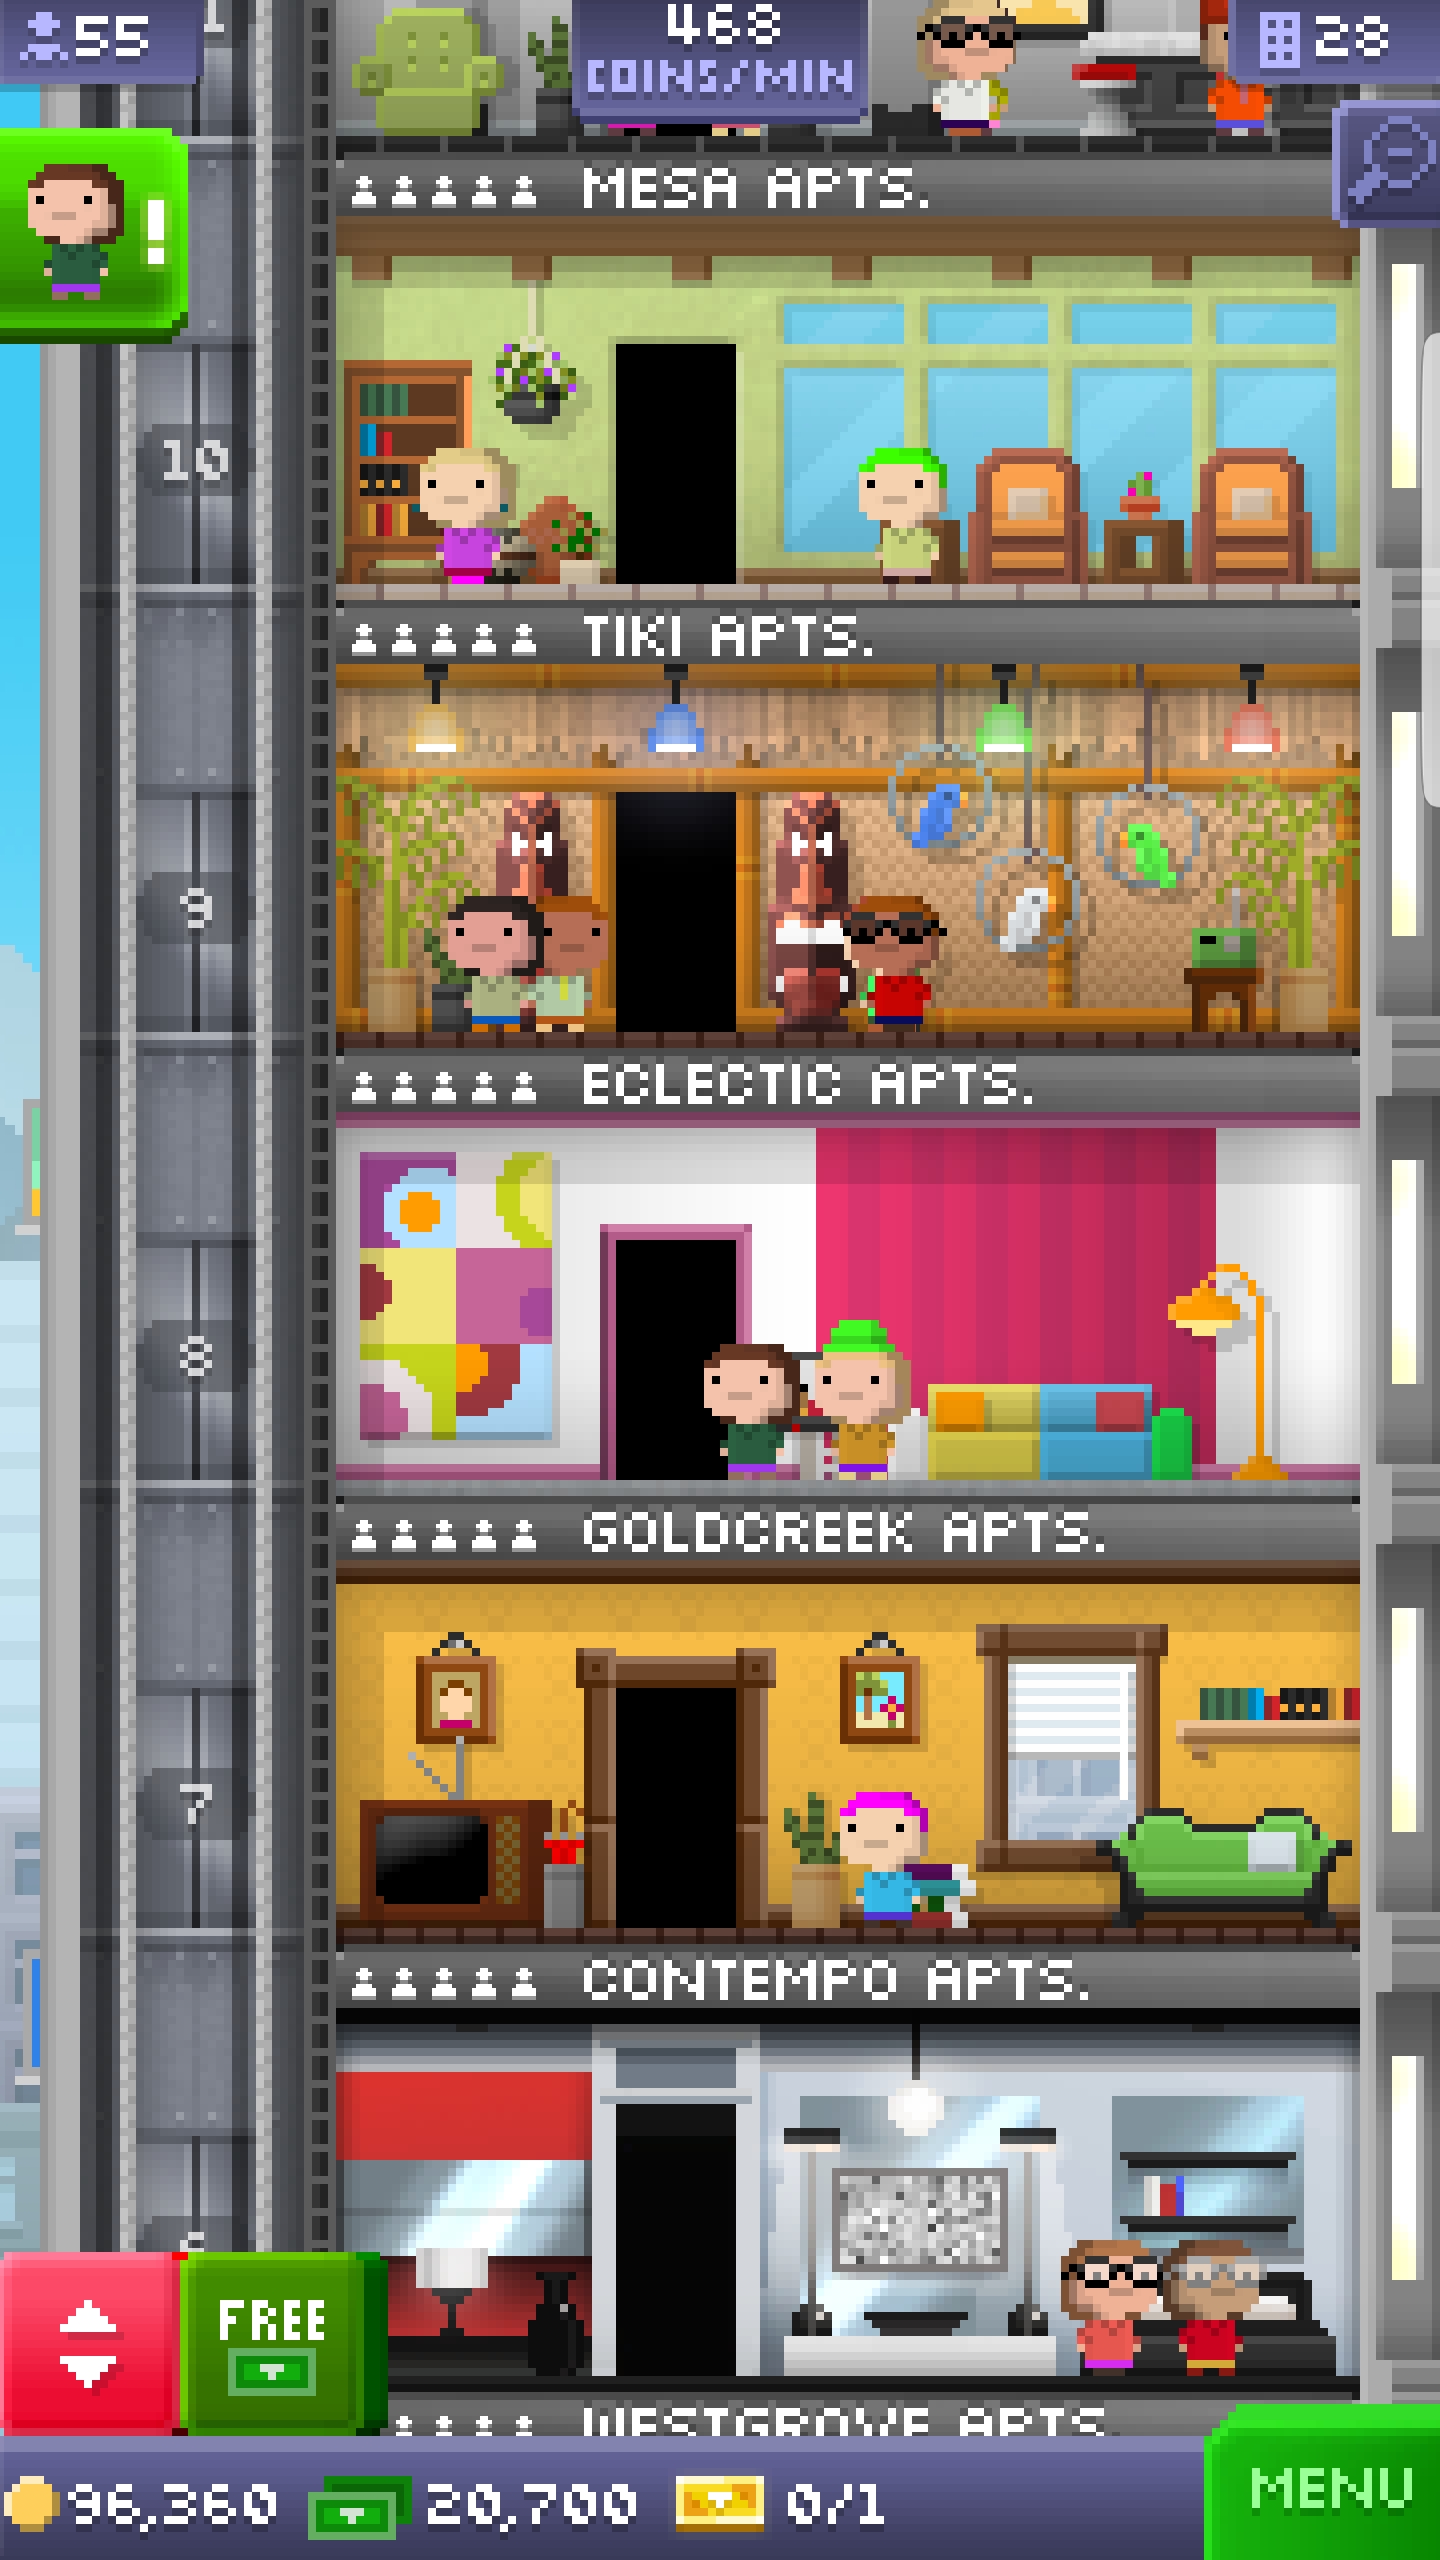 55
468
COINS/MIN
28
!
MESA APTS.
10
TIKI APTS.
9
ECLECTIC APTS.
8
GOLDCREEK APTS.
7
CONTEMPO APTS.
FREE
WESTGROVE APTS.
96,360
20,700
0/1
MENU